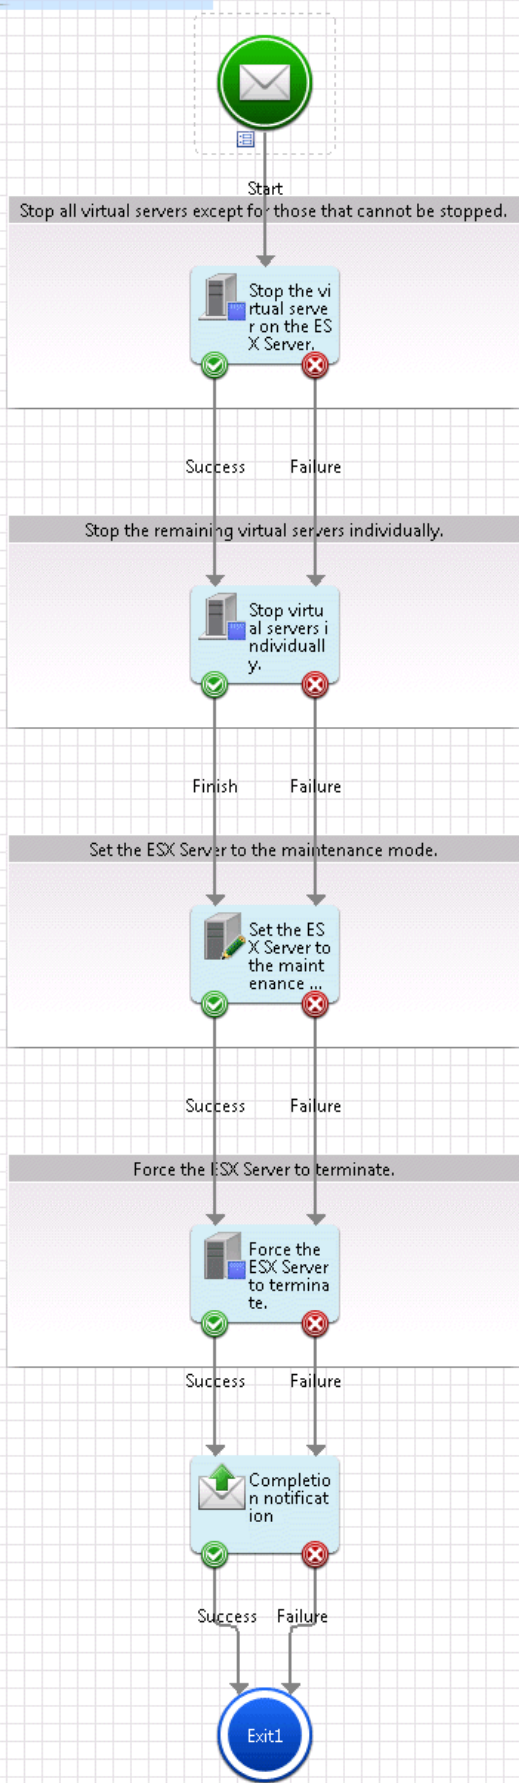 Start
Stop all virtual servers except for those that cannot be stopped.
Stop the vi
rtual serve
r on the ES
X Server.
Success Failure
Stop the remaining virtual servers individually.
Stop virtu
al servers i
ndividuall
y.
Finish Failure
Set the ESX Server to the maintenance mode.
Set the ES
X Server to
the maint
enance ...
Success Failure
Force the ESX Server to terminate.
Force the
ESX Server
to termina
te.
Success Failure
Completio
n notificat
ion
Success Failure
Exit1